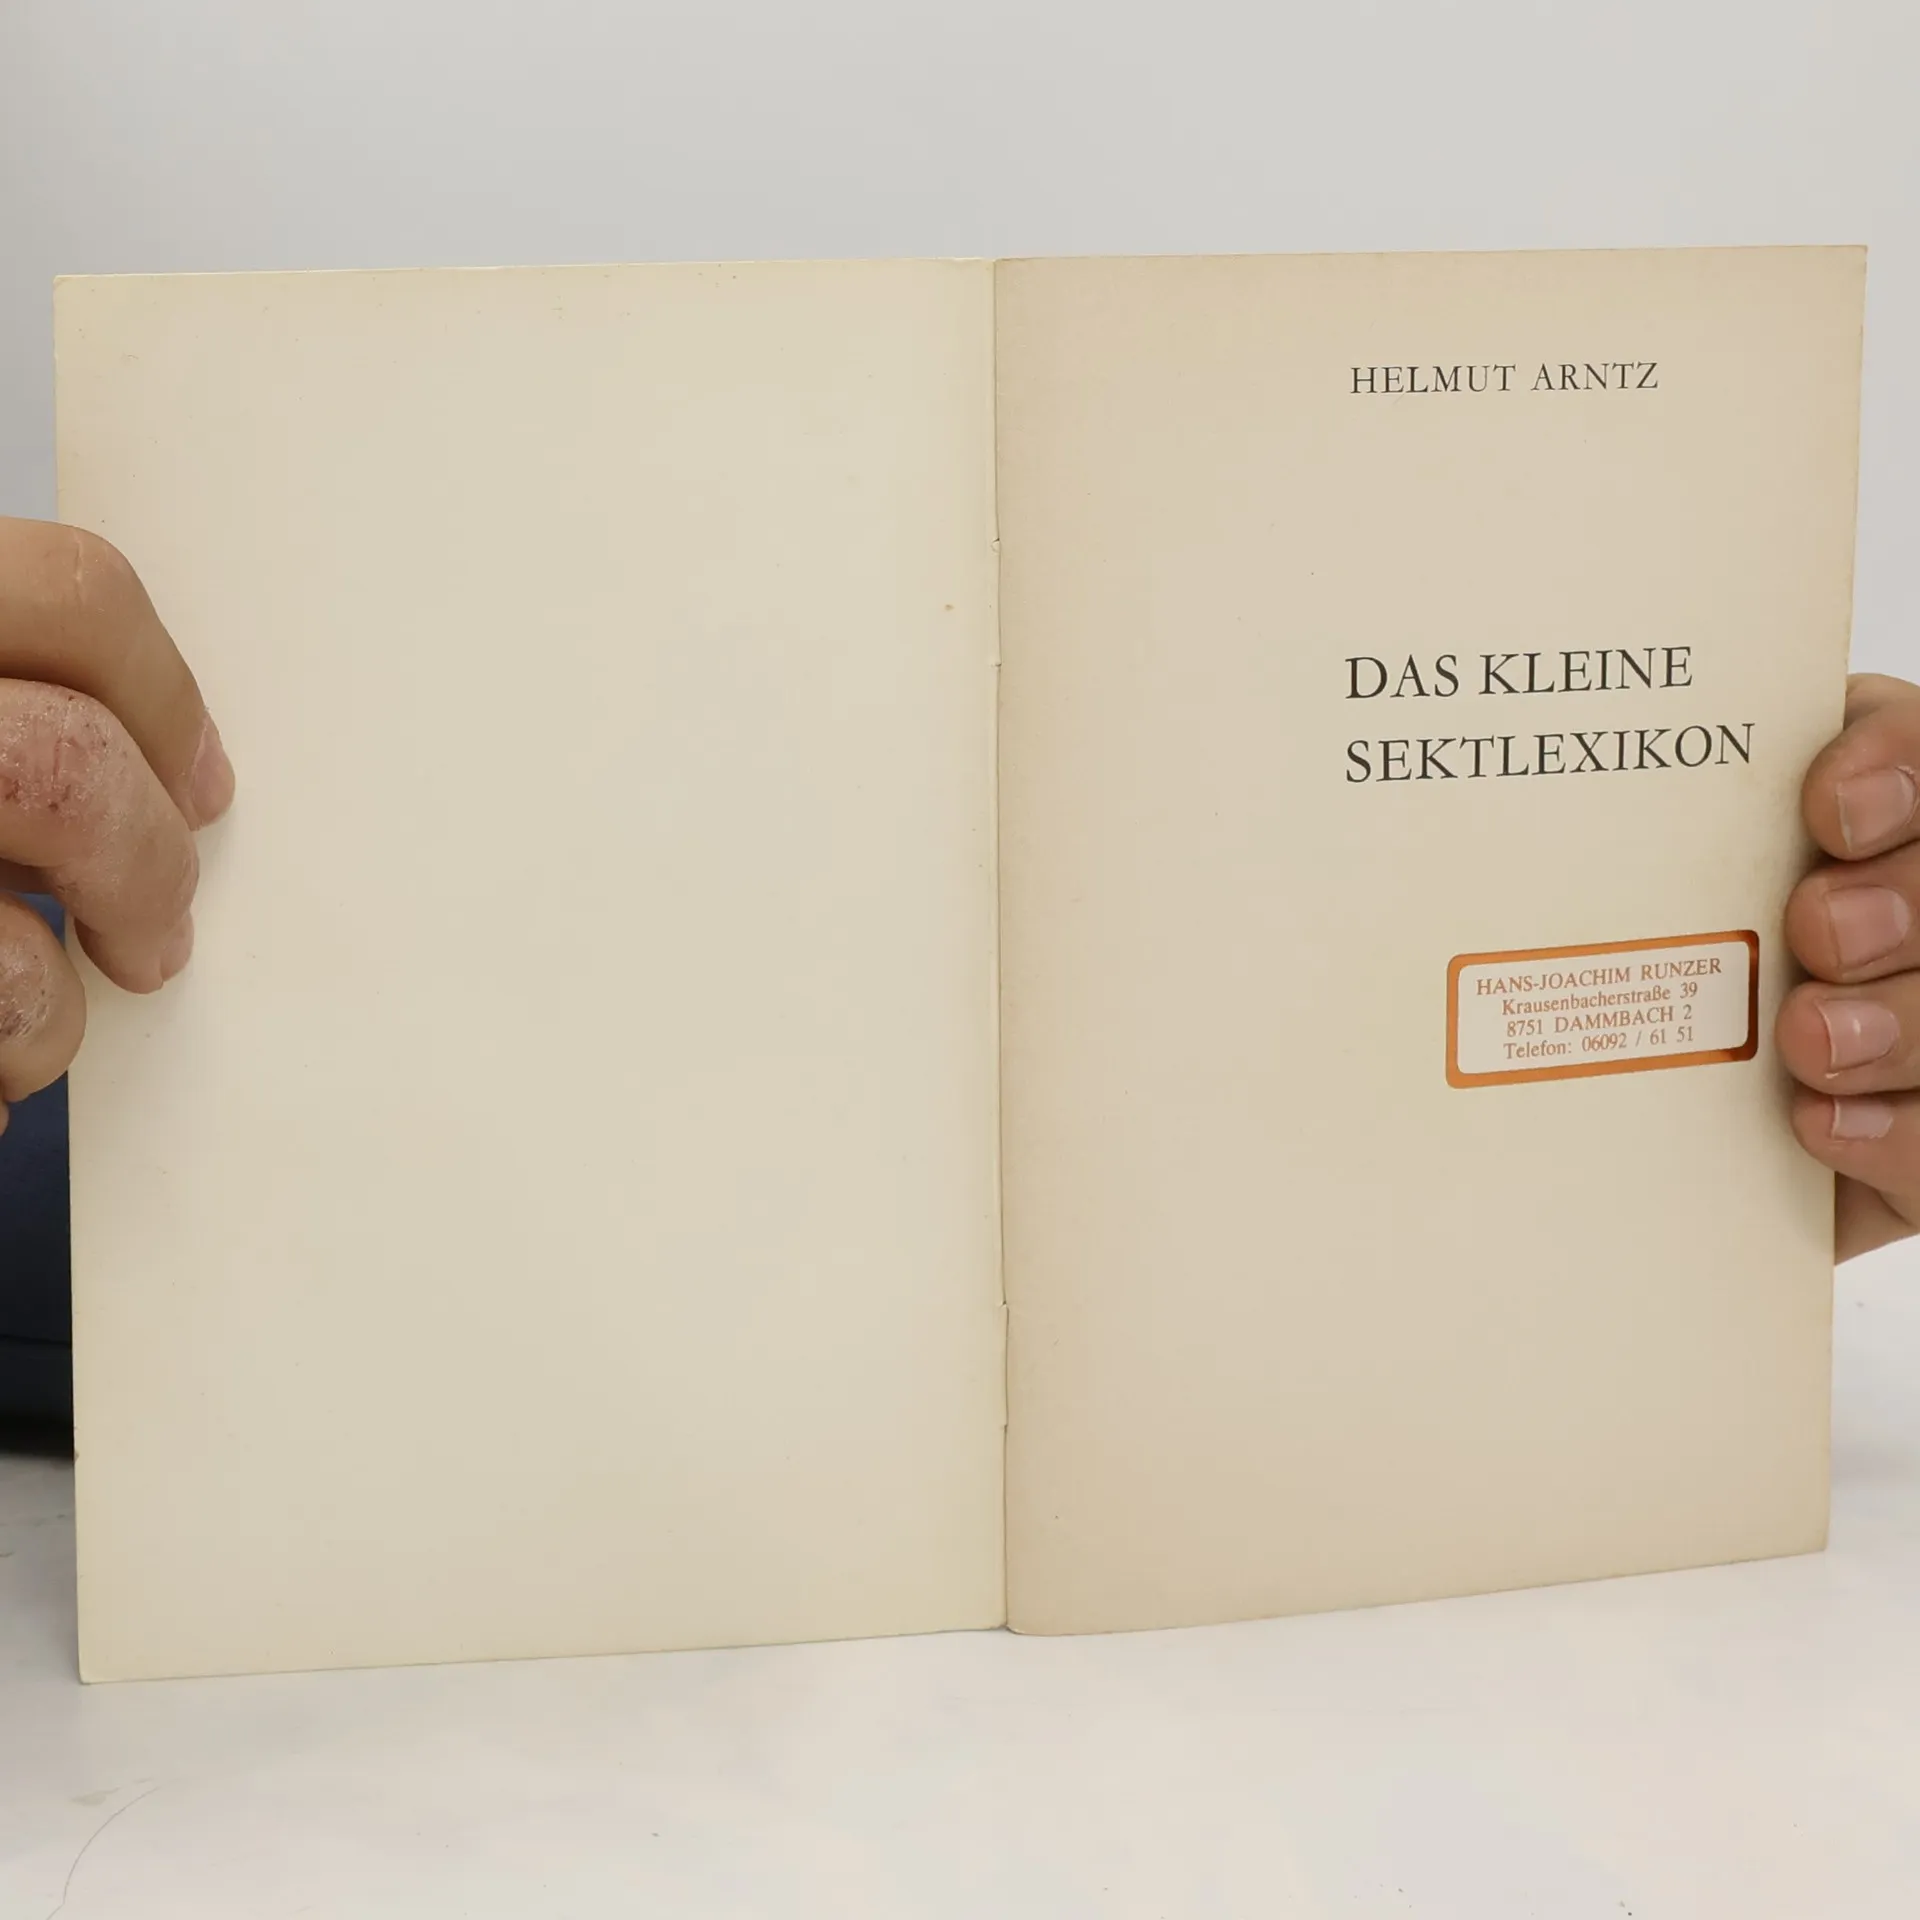 HELMUT ARNTZ
DAS KLEINE
SEKTLEXIKON
HANS-JOACHIM RUNZER
Krausenbacherstraße 39
8751 DAMMBACH 2
Telefon: 06092 / 61 51